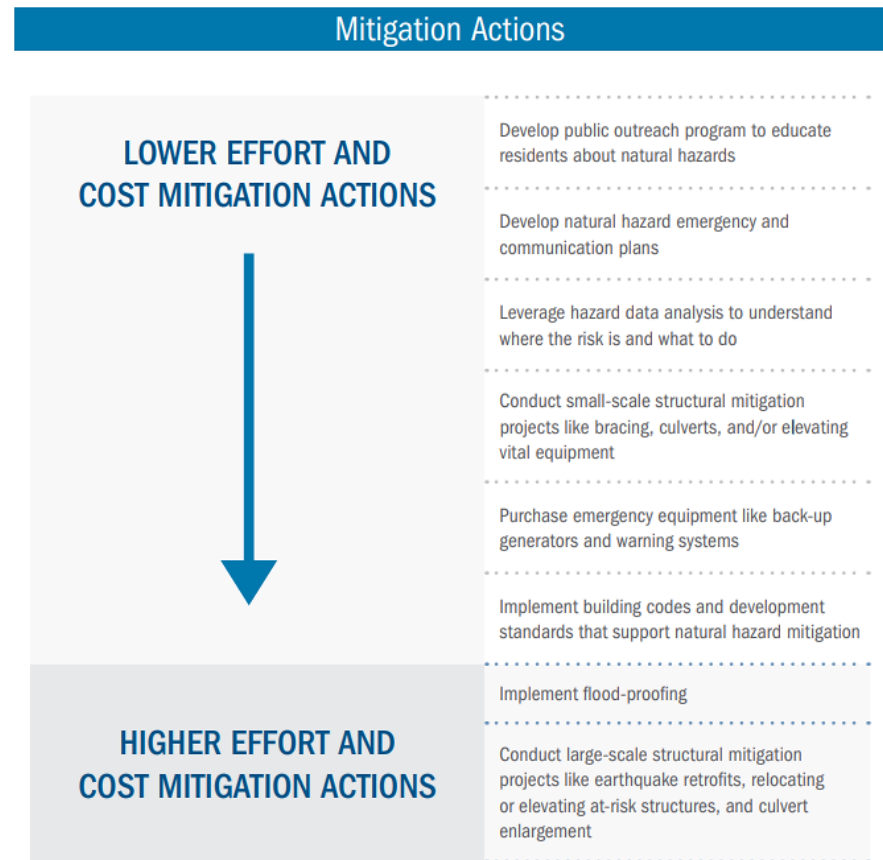 Mitigation Actions
LOWER EFFORT AND
COST MITIGATION ACTIONS
Develop public outreach program to educate
residents about natural hazards
Develop natural hazard emergency and
communication plans
Leverage hazard data analysis to understand
where the risk is and what to do
Conduct small-scale structural mitigation
projects like bracing, culverts, and/or elevating
vital equipment
Purchase emergency equipment like back-up
generators and warning systems
Implement building codes and development
standards that support natural hazard mitigation
HIGHER EFFORT AND
COST MITIGATION ACTIONS
Implement flood-proofing
Conduct large-scale structural mitigation
projects like earthquake retrofits, relocating
or elevating at-risk structures, and culvert
enlargement